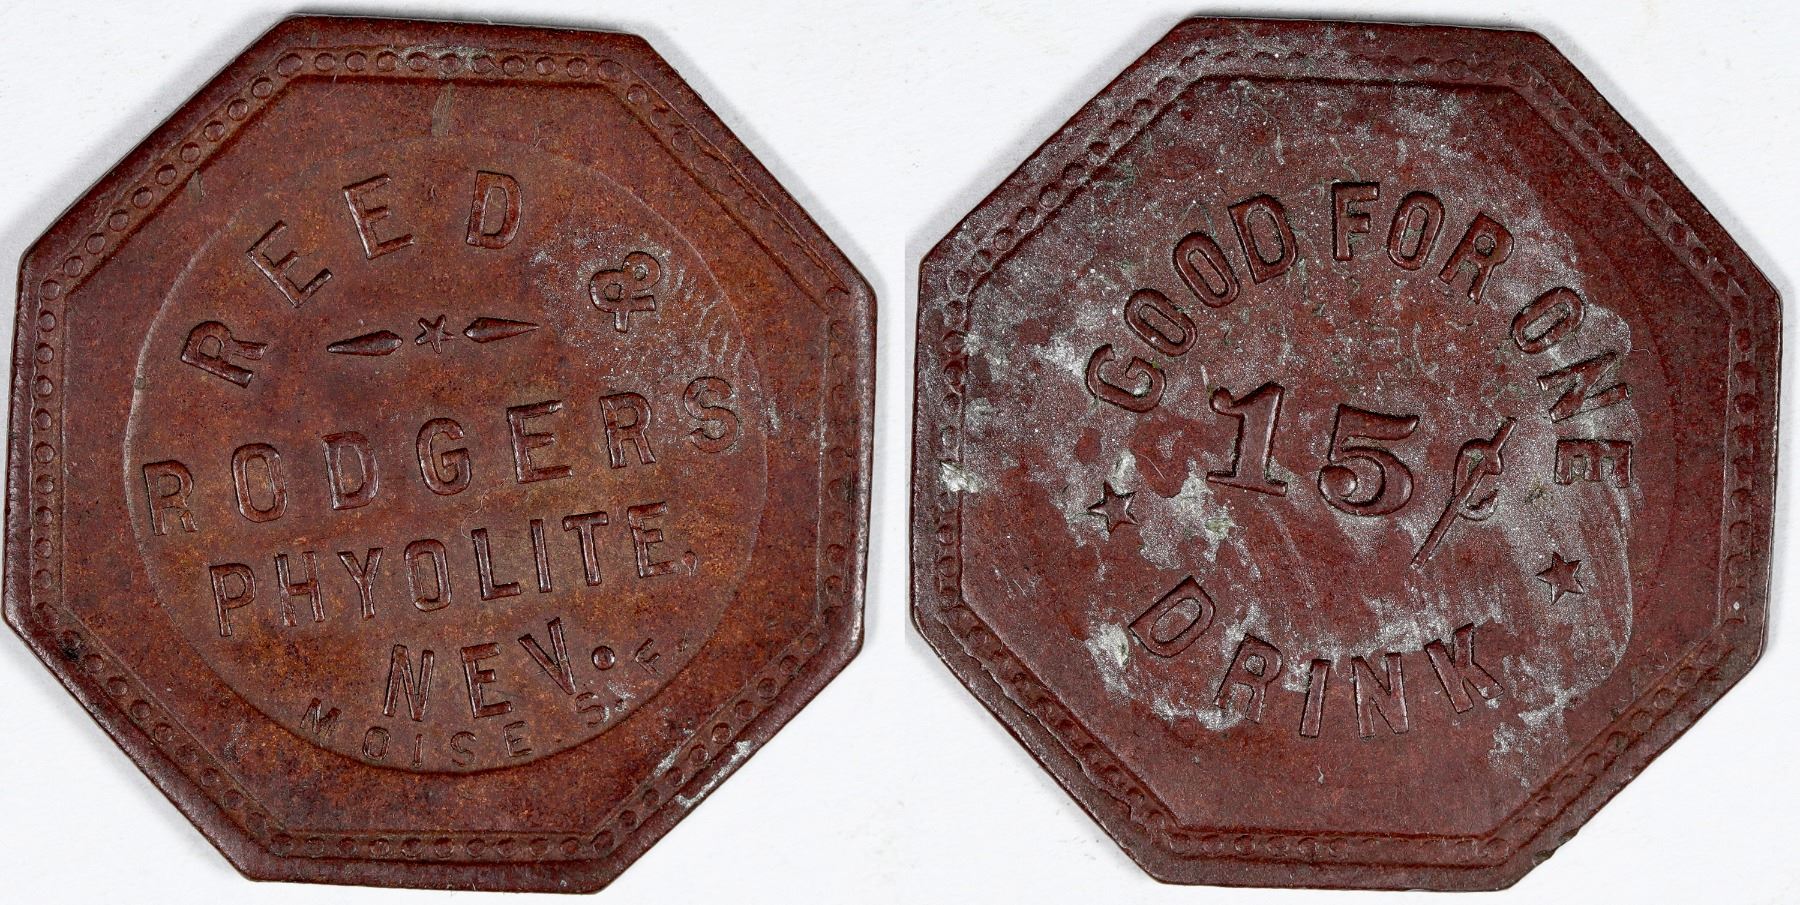 REED &
RODGERS
PHYOLITE,
NEV.
MOISE S.F.
GOOD FOR ONE
15¢
DRINK